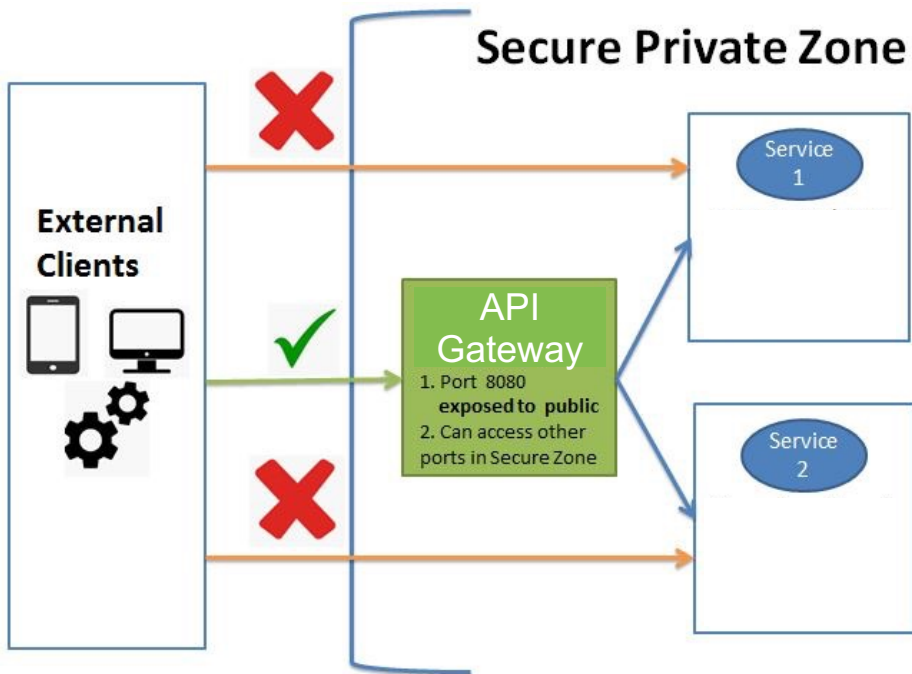 Secure Private Zone
External
Clients
Service
1
API
Gateway
1. Port 8080
exposed to public
2. Can access other
ports in Secure Zone
Service
2